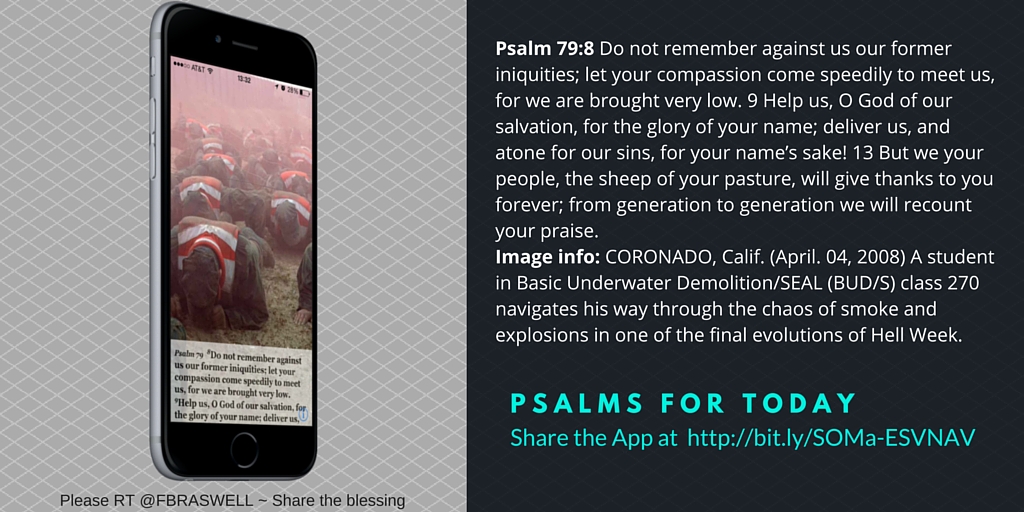 AT&T
13:32
28%
Psalm 79 8Do not remember against
us our former iniquities; let your
compassion come speedily to meet
us, for we are brought very low.
9Help us, O God of our salvation, for
the glory of your name; deliver us,
Please RT @FBRASWELL ~ Share the blessing
Psalm 79:8 Do not remember against us our former
iniquities; let your compassion come speedily to meet us,
for we are brought very low. 9 Help us, O God of our
salvation, for the glory of your name; deliver us, and
atone for our sins, for your name’s sake! 13 But we your
people, the sheep of your pasture, will give thanks to you
forever; from generation to generation we will recount
your praise.
Image info: CORONADO, Calif. (April. 04, 2008) A student
in Basic Underwater Demolition/SEAL (BUD/S) class 270
navigates his way through the chaos of smoke and
explosions in one of the final evolutions of Hell Week.
PSALMS FOR TODAY
Share the App at http://bit.ly/SOMa-ESVNAV